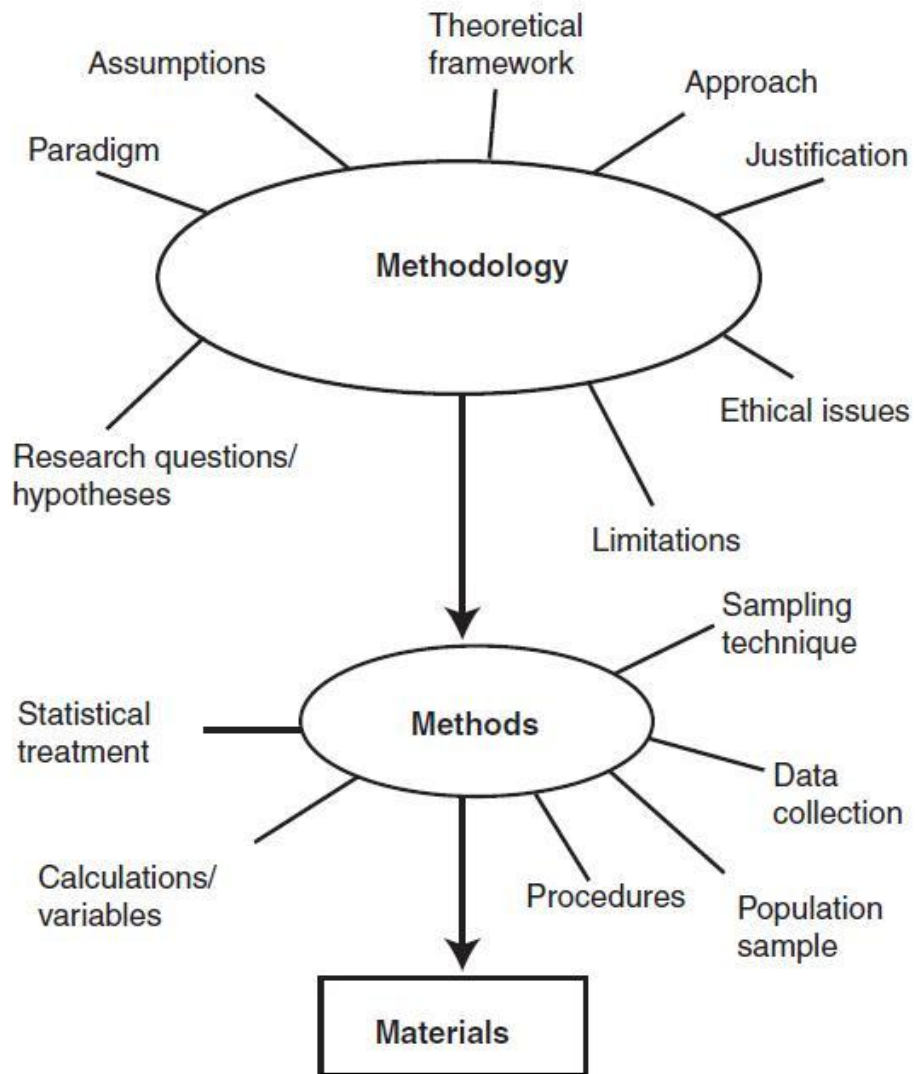 Theoretical
framework
Assumptions
Approach
Paradigm
Justification
Methodology
Ethical issues
Research questions/
hypotheses
Limitations
Sampling
technique
Statistical
treatment
Methods
Data
collection
Calculations/
variables
Procedures
Population
sample
Materials